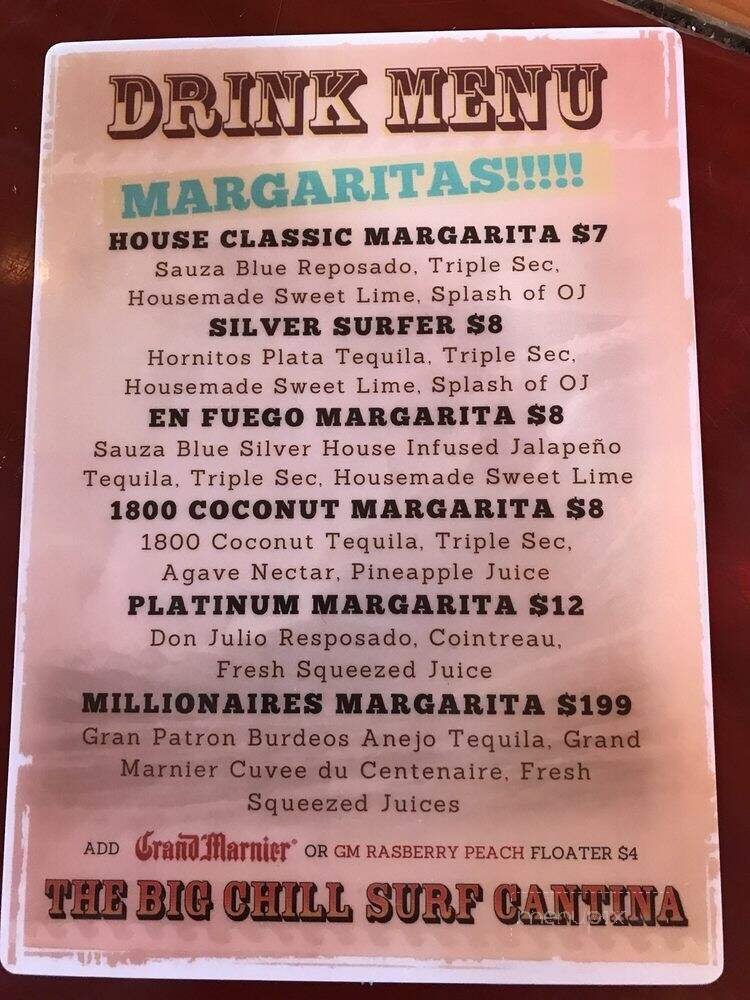 DRINK MENU
MARGARITAS!!!!!
HOUSE CLASSIC MARGARITA $7
Sauza Blue Reposado, Triple Sec,
Housemade Sweet Lime, Splash of OJ
SILVER SURFER $8
Hornitos Plata Tequila, Triple Sec,
Housemade Sweet Lime, Splash of OJ
EN FUEGO MARGARITA $8
Sauza Blue Silver House Infused Jalapeño
Tequila, Triple Sec, Housemade Sweet Lime
1800 COCONUT MARGARITA $8
1800 Coconut Tequila, Triple Sec,
Agave Nectar, Pineapple Juice
PLATINUM MARGARITA $12
Don Julio Resposado, Cointreau,
Fresh Squeezed Juice
MILLIONAIRES MARGARITA $199
Gran Patron Burdeos Anejo Tequila, Grand
Marnier Cuvee du Centenaire, Fresh
Squeezed Juices
ADD Grand Marnier® OR GM RASBERRY PEACH FLOATER $4
THE BIG CHILL SURF CANTINA